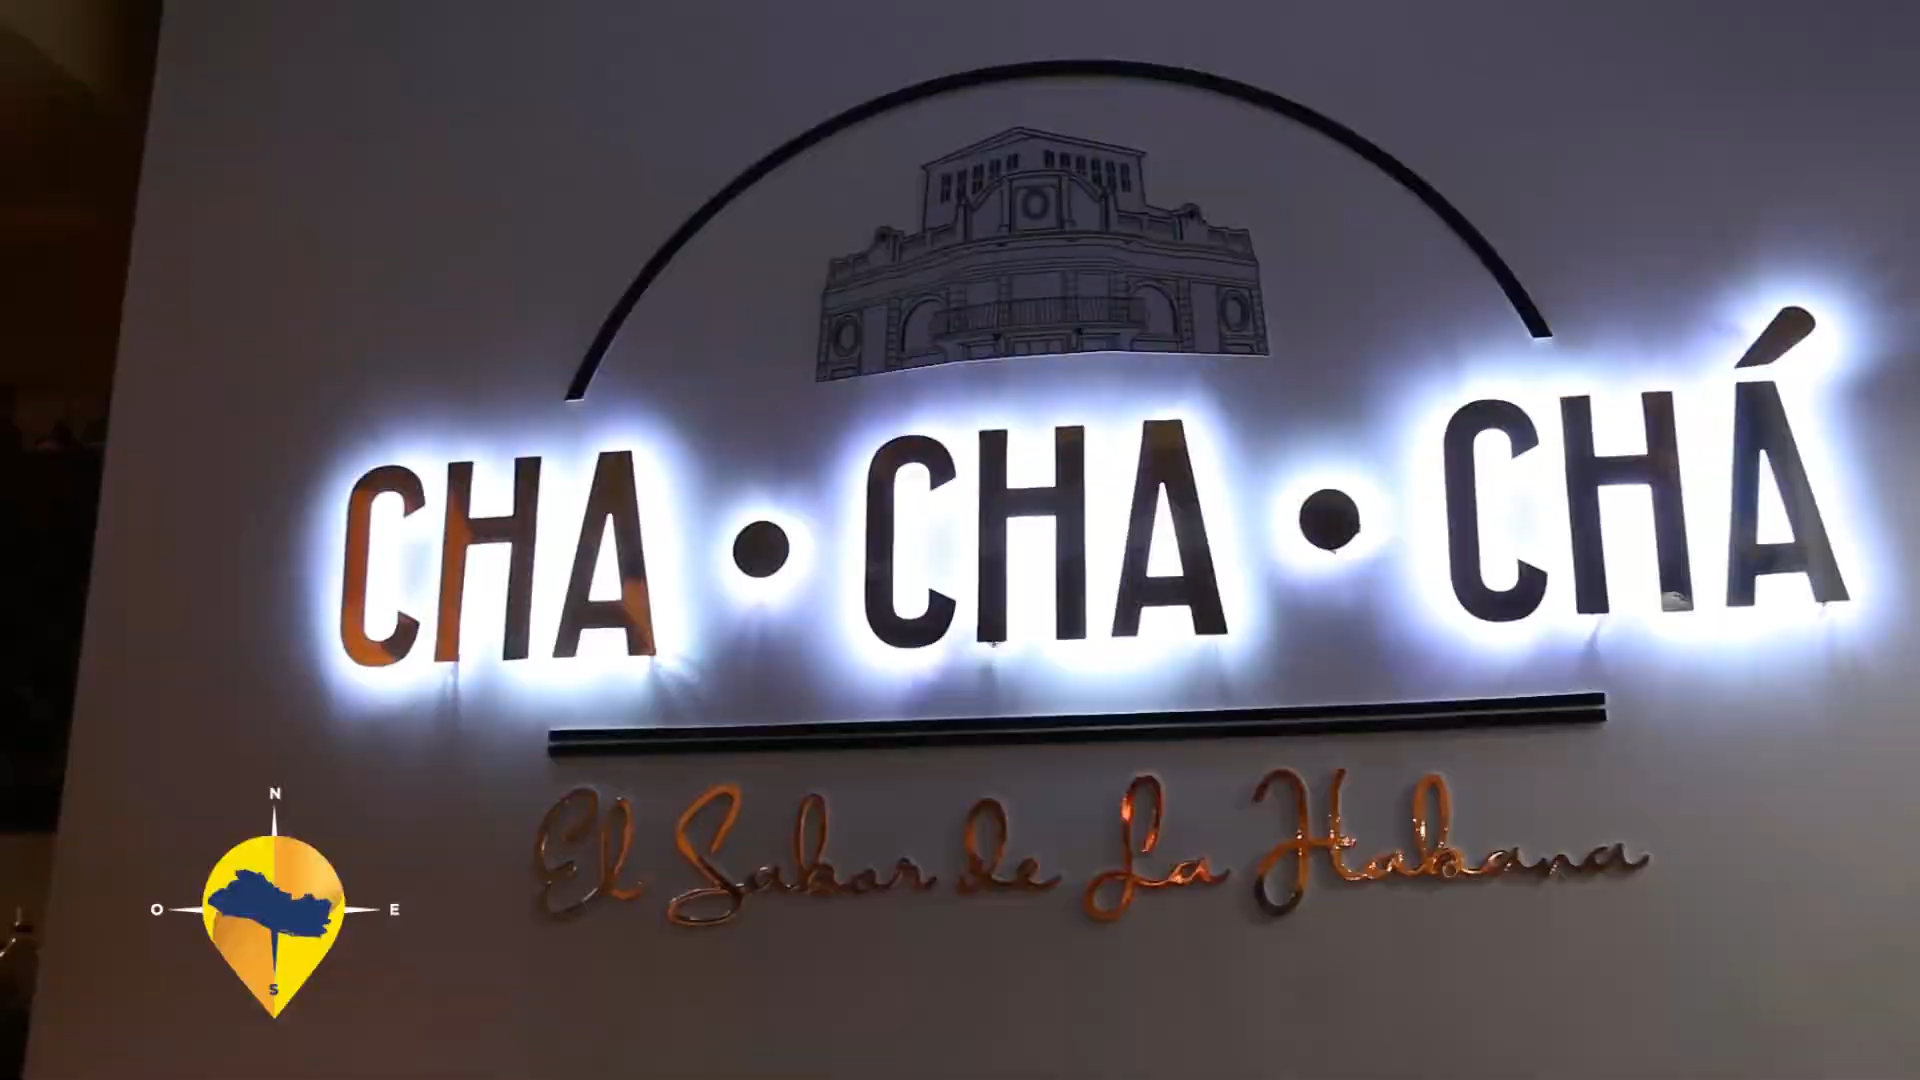 CHA • CHA • CHÁ
El Sabor de La Habana
N
O E
S